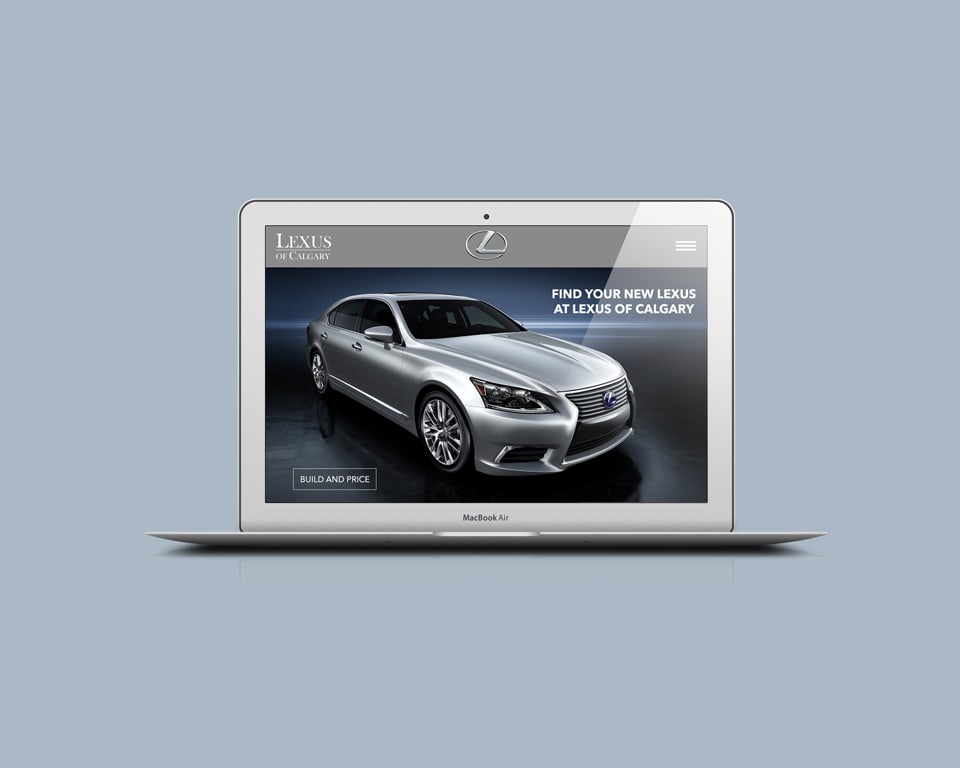 LEXUS
OF CALGARY
FIND YOUR NEW LEXUS
AT LEXUS OF CALGARY
BUILD AND PRICE
MacBook Air